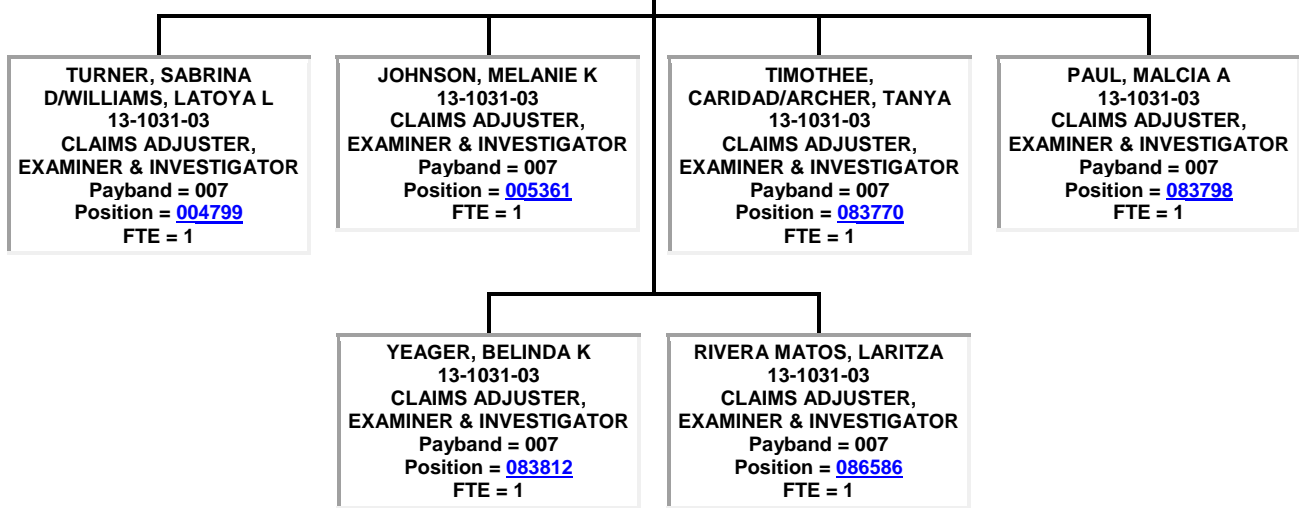 TURNER, SABRINA
D/WILLIAMS, LATOYA L
13-1031-03
CLAIMS ADJUSTER,
EXAMINER & INVESTIGATOR
Payband = 007
Position = 004799
FTE = 1
JOHNSON, MELANIE K
13-1031-03
CLAIMS ADJUSTER,
EXAMINER & INVESTIGATOR
Payband = 007
Position = 005361
FTE = 1
TIMOTHEE,
CARIDAD/ARCHER, TANYA
13-1031-03
CLAIMS ADJUSTER,
EXAMINER & INVESTIGATOR
Payband = 007
Position = 083770
FTE = 1
PAUL, MALCIA A
13-1031-03
CLAIMS ADJUSTER,
EXAMINER & INVESTIGATOR
Payband = 007
Position = 083798
FTE = 1
YEAGER, BELINDA K
13-1031-03
CLAIMS ADJUSTER,
EXAMINER & INVESTIGATOR
Payband = 007
Position = 083812
FTE = 1
RIVERA MATOS, LARITZA
13-1031-03
CLAIMS ADJUSTER,
EXAMINER & INVESTIGATOR
Payband = 007
Position = 086586
FTE = 1